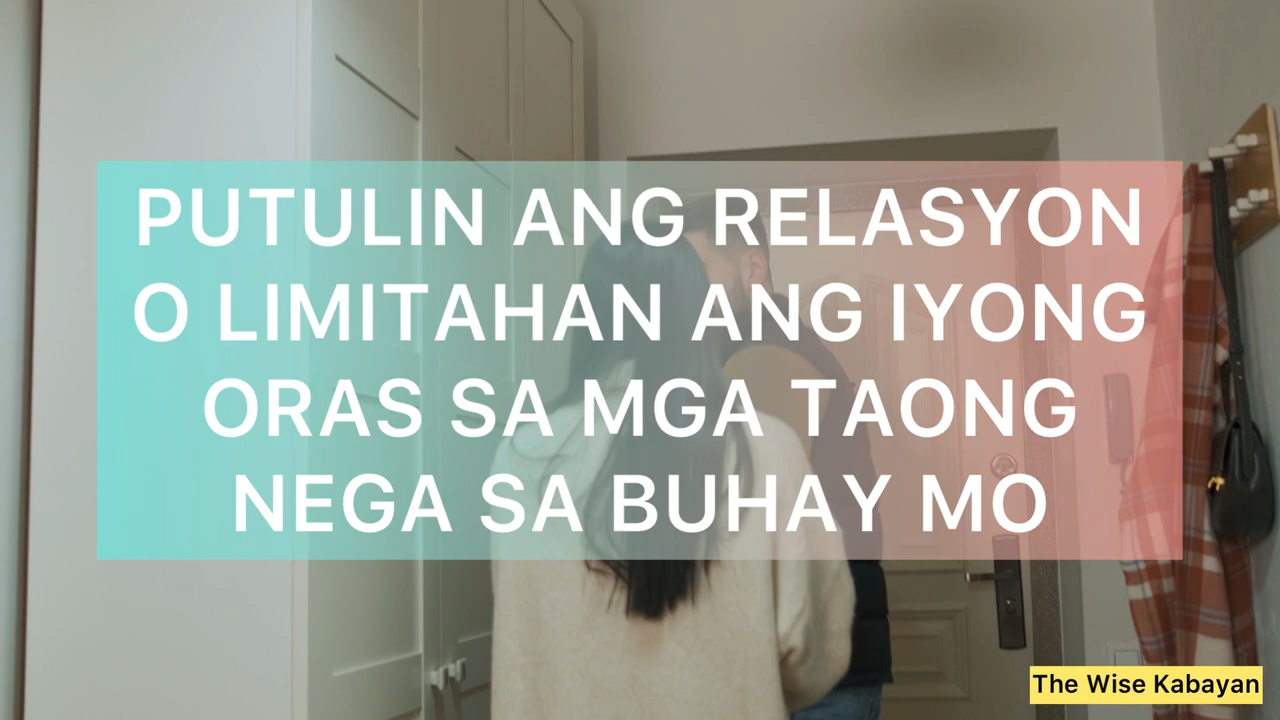 PUTULIN ANG RELASYON
O LIMITAHAN ANG IYONG
ORAS SA MGA TAONG
NEGA SA BUHAY MO
The Wise Kabayan